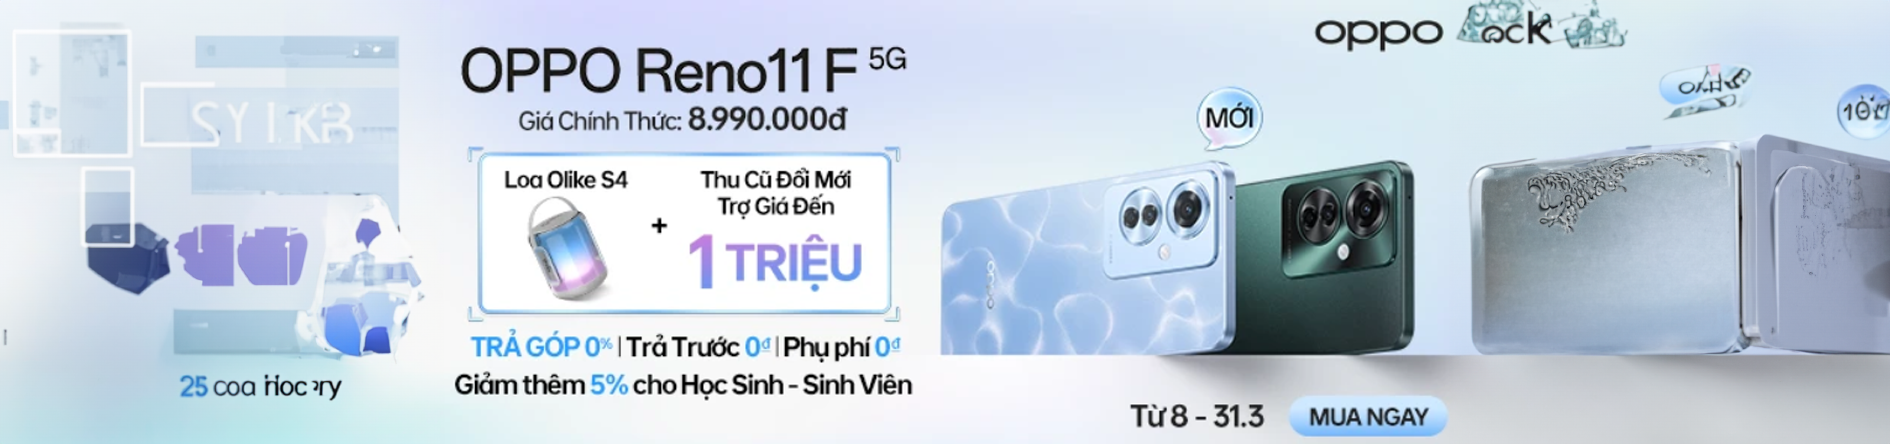 OPPO Reno11 F 5G
Giá Chính Thức: 8.990.000đ
Loa Olike S4
+
Thu Cũ Đổi Mới
Trợ Giá Đến
1 TRIỆU
TRẢ GÓP 0% | Trả Trước 0đ | Phụ phí 0đ
Giảm thêm 5% cho Học Sinh - Sinh Viên
25
oppo
MỚI
oppo
Từ 8 - 31.3
MUA NGAY